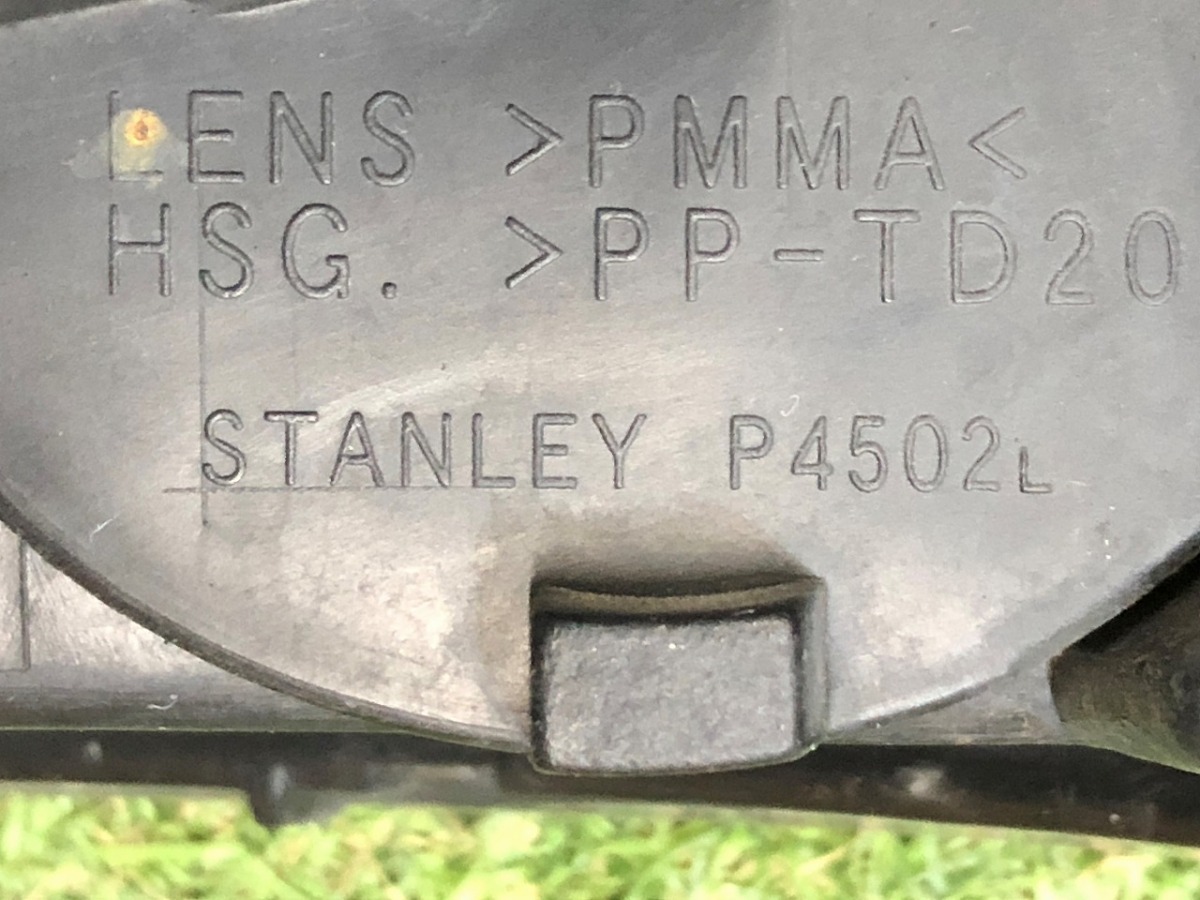 LENS >PMMA<
HSG. >PP-TD20
STANLEY P4502L